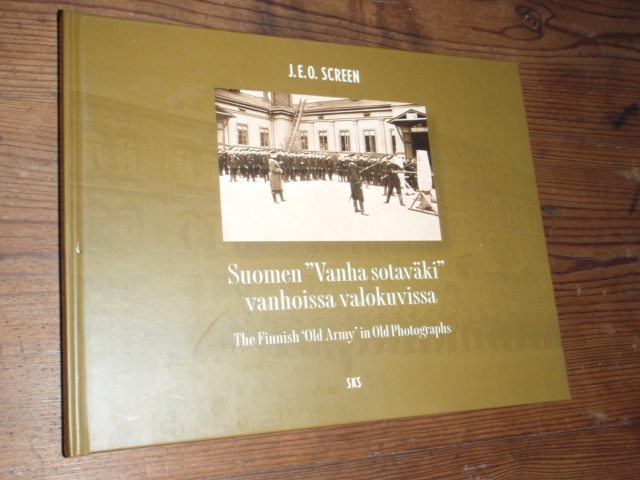 J.E.O. SCREEN
Suomen "Vanha sotaväki"
vanhoissa valokuvissa
The Finnish 'Old Army' in Old Photographs
SKS